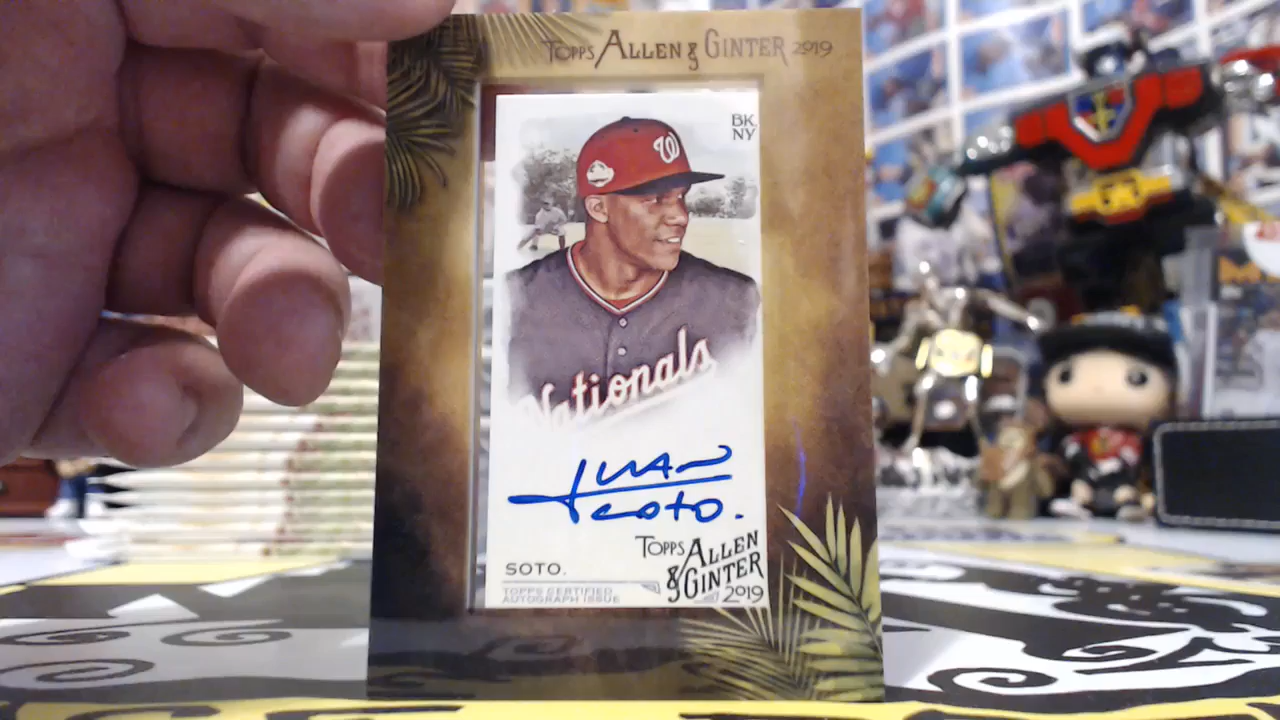 TOPPS ALLEN & GINTER 2019
BK.
NY
W
Nationals
JUAN
SOTO.
TOPPS ALLEN
& GINTER
2019
SOTO.
TOPPS CERTIFIED
AUTOGRAPH ISSUE